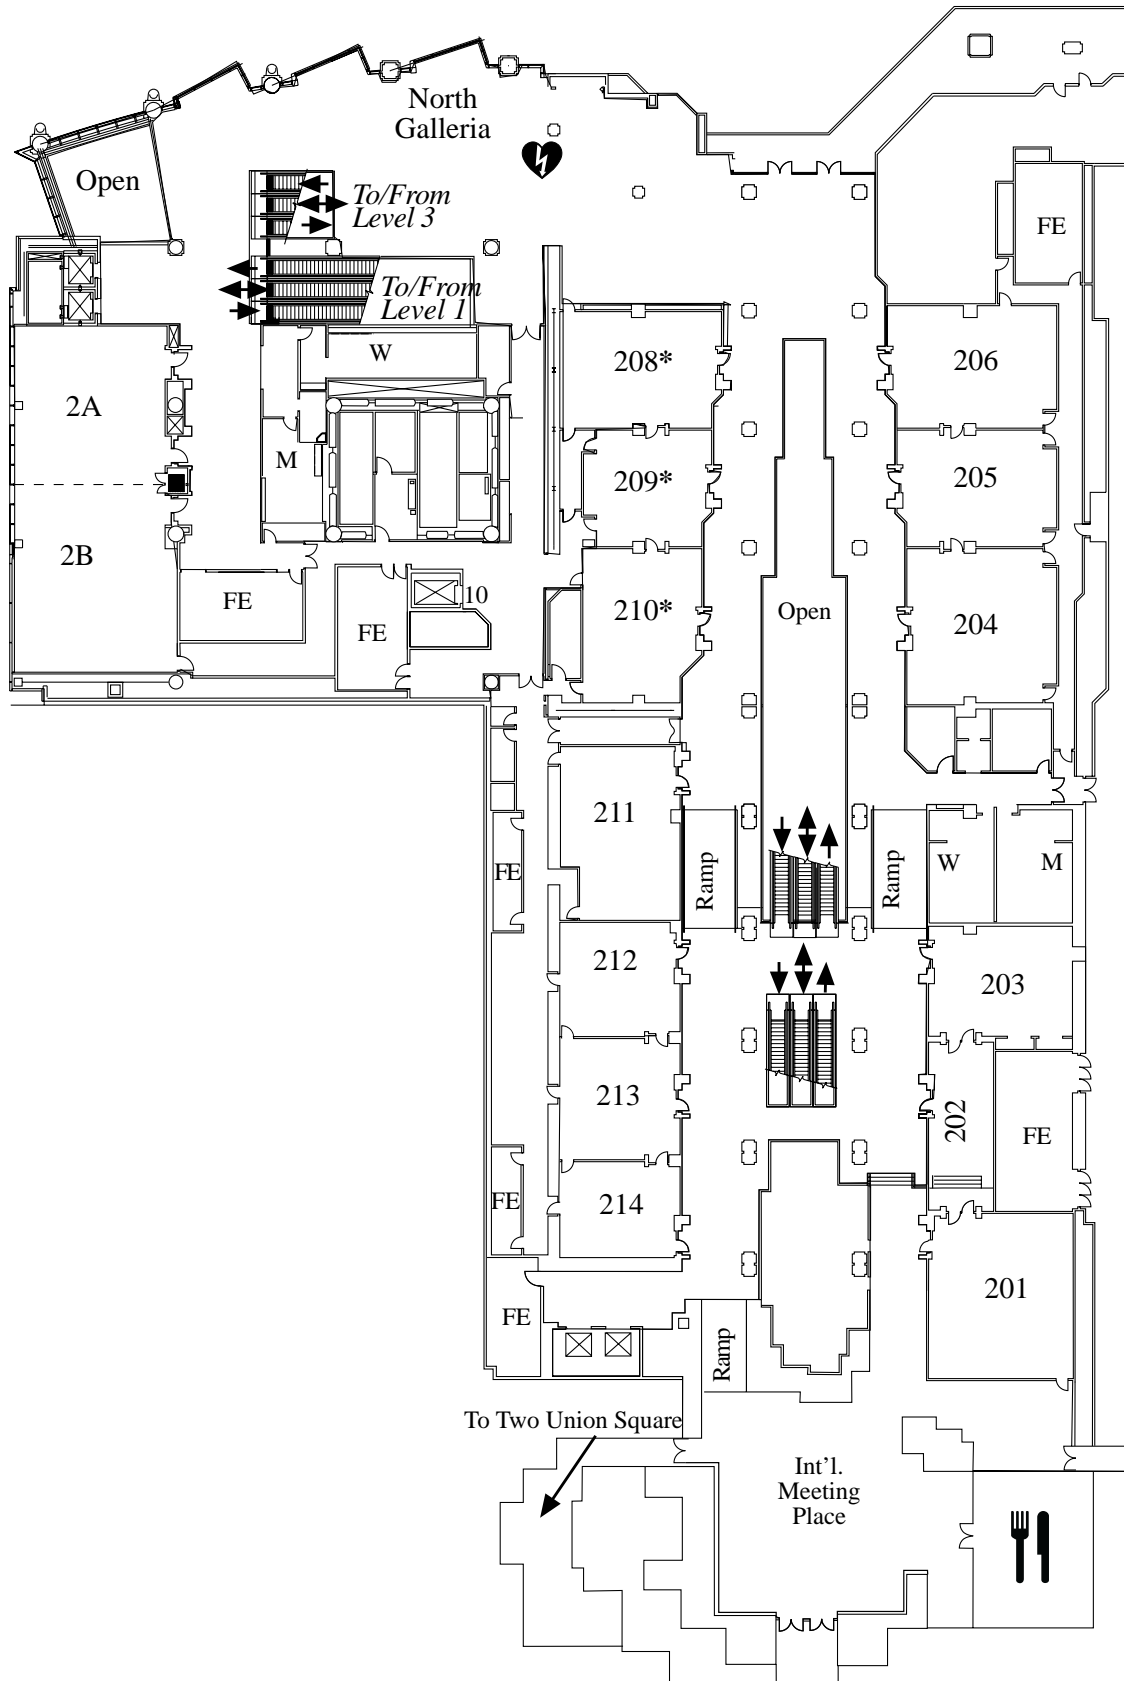 North
Galleria
Open
To/From
Level 3
FE
To/From
Level 1
W
208*
206
2A
M
209*
205
2B
10
FE
FE
210*
Open
204
211
FE
Ramp
Ramp
W
M
212
203
213
202
FE
FE
214
201
FE
Ramp
To Two Union Square
Int'l.
Meeting
Place